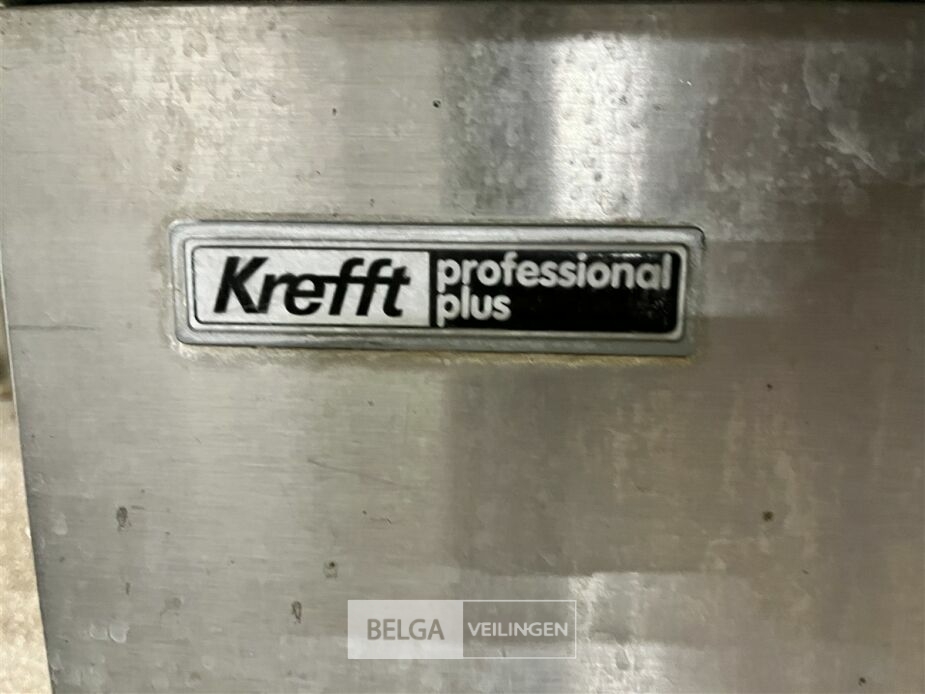 Krefft professional
plus
BELGA VEILINGEN